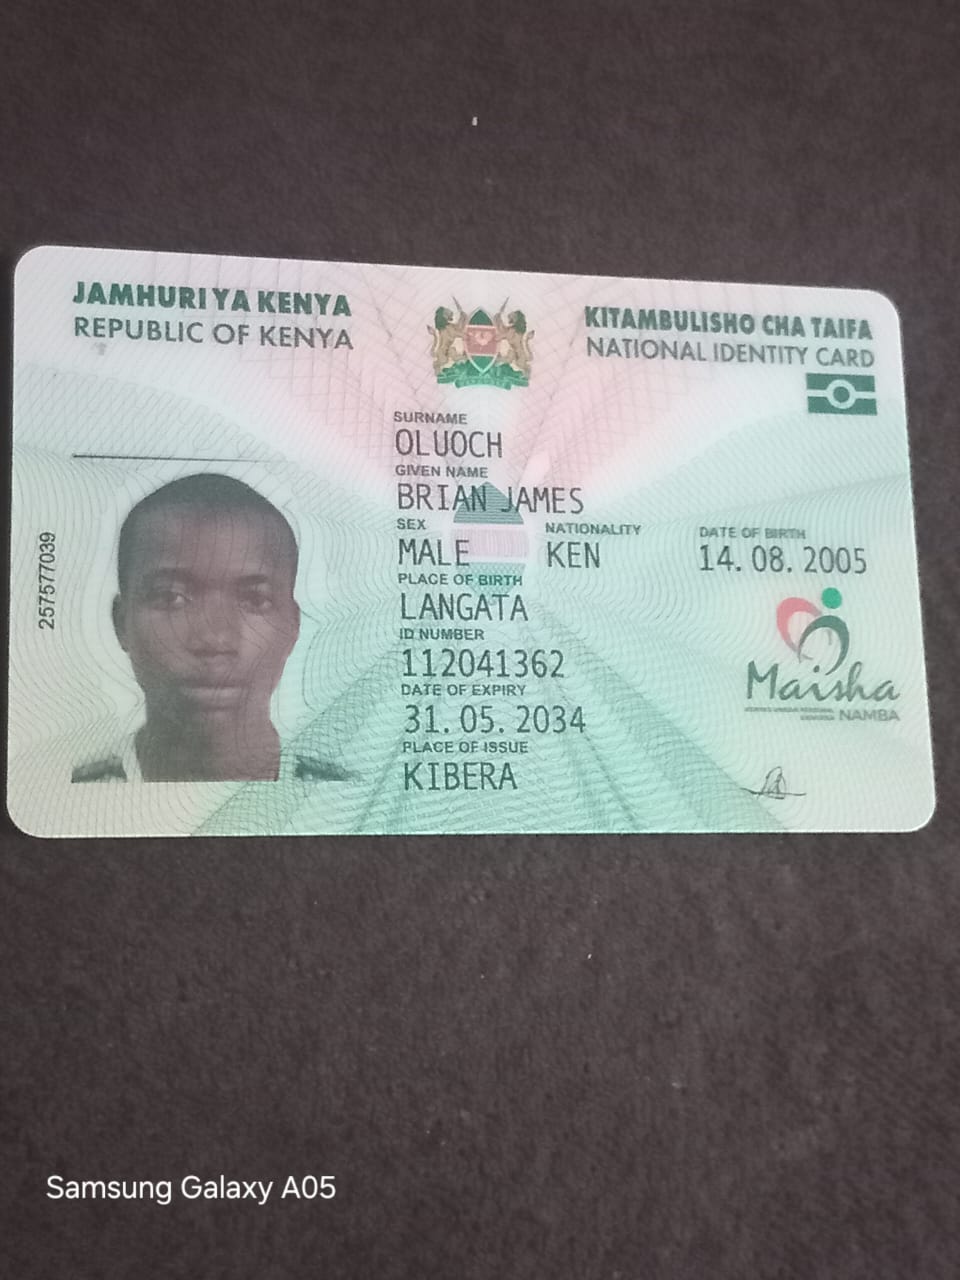 JAMHURI YA KENYA
REPUBLIC OF KENYA
KITAMBULISHO CHA TAIFA
NATIONAL IDENTITY CARD
SURNAME
OLUOCH
GIVEN NAME
BRIAN JAMES
SEX
MALE
NATIONALITY
KEN
DATE OF BIRTH
14.08.2005
PLACE OF BIRTH
LANGATA
ID NUMBER
112041362
DATE OF EXPIRY
31.05.2034
PLACE OF ISSUE
KIBERA
257577039
Maisha
NAMBA
Samsung Galaxy A05